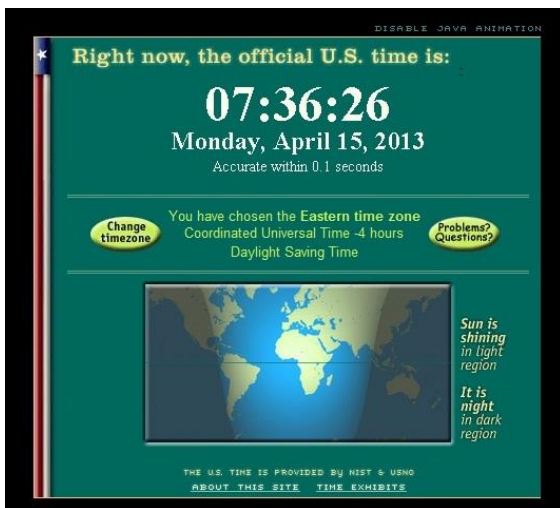 DISABLE JAVA ANIMATION
Right now, the official U.S. time is:
07:36:26
Monday, April 15, 2013
Accurate within 0.1 seconds
Change
timezone
You have chosen the Eastern time zone
Coordinated Universal Time -4 hours
Daylight Saving Time
Problems?
Questions?
Sun is
shining
in light
region
It is
night
in dark
region
THE U.S. TIME IS PROVIDED By NIST & USNO
ABOUT THIS SITE TIME EXHIBITS